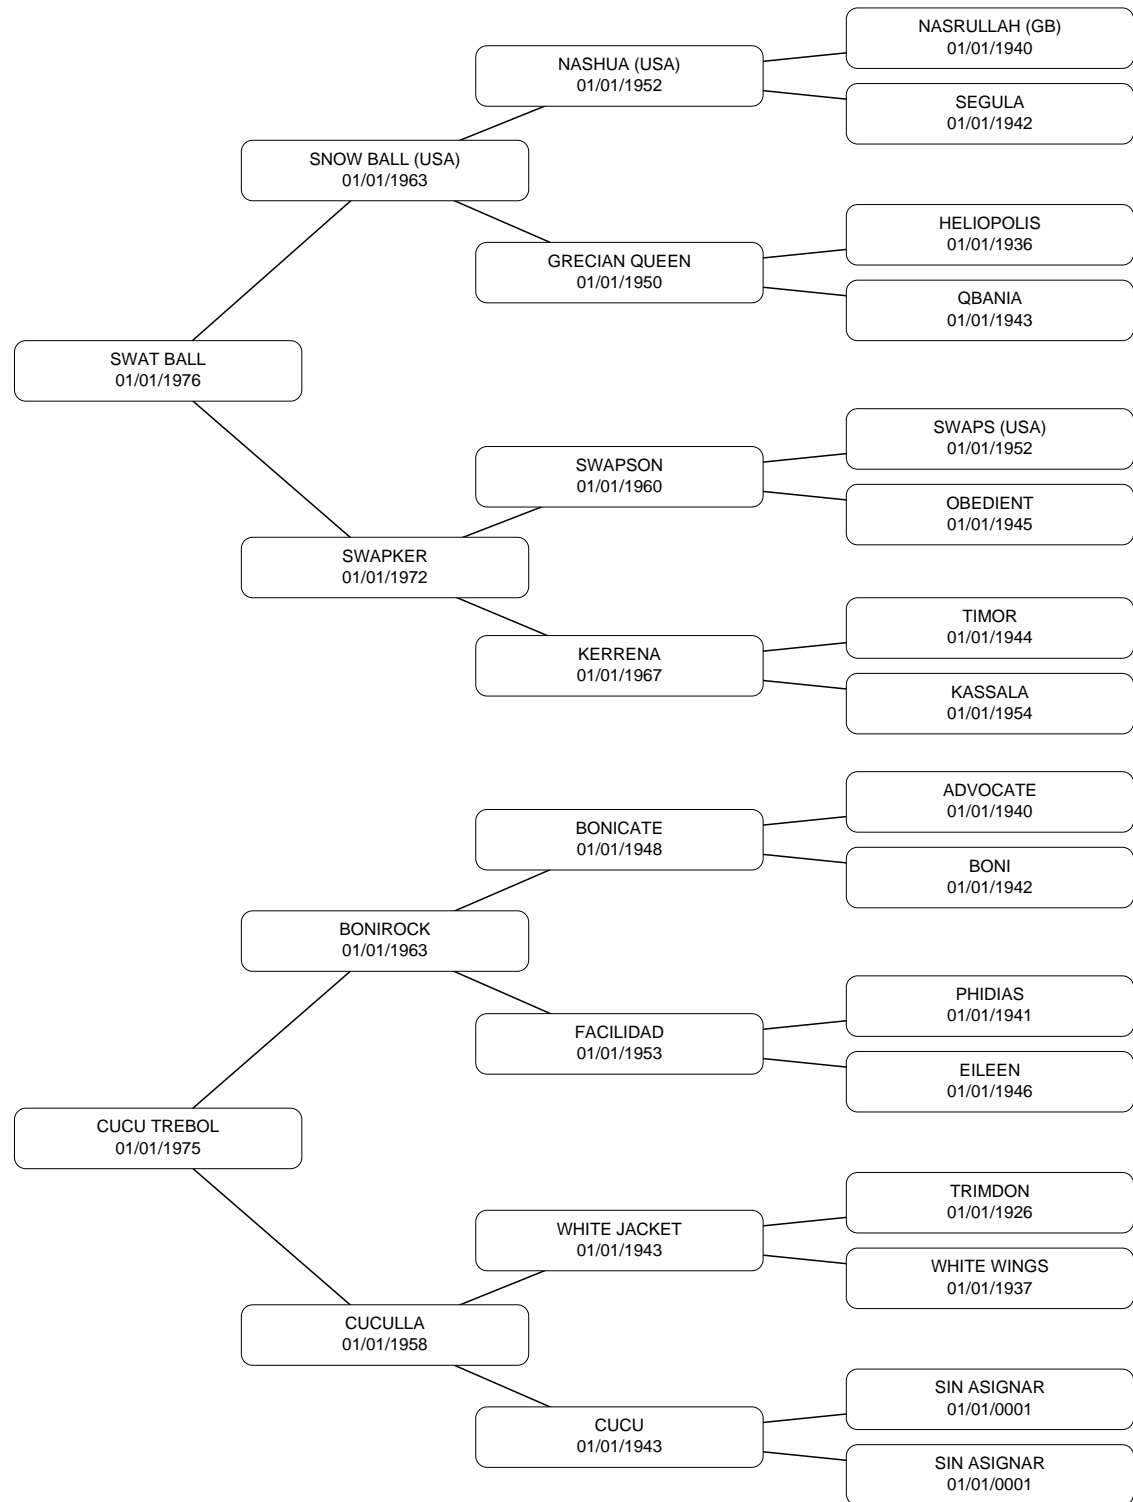 NASRULLAH (GB)
01/01/1940
NASHUA (USA)
01/01/1952
SEGULA
01/01/1942
SNOW BALL (USA)
01/01/1963
HELIOPOLIS
01/01/1936
GRECIAN QUEEN
01/01/1950
QBANIA
01/01/1943
SWAT BALL
01/01/1976
SWAPS (USA)
01/01/1952
SWAPSON
01/01/1960
OBEDIENT
01/01/1945
SWAPKER
01/01/1972
TIMOR
01/01/1944
KERRENA
01/01/1967
KASSALA
01/01/1954
ADVOCATE
01/01/1940
BONICATE
01/01/1948
BONI
01/01/1942
BONIROCK
01/01/1963
PHIDIAS
01/01/1941
FACILIDAD
01/01/1953
EILEEN
01/01/1946
CUCU TREBOL
01/01/1975
TRIMDON
01/01/1926
WHITE JACKET
01/01/1943
WHITE WINGS
01/01/1937
CUCULLA
01/01/1958
SIN ASIGNAR
01/01/0001
CUCU
01/01/1943
SIN ASIGNAR
01/01/0001